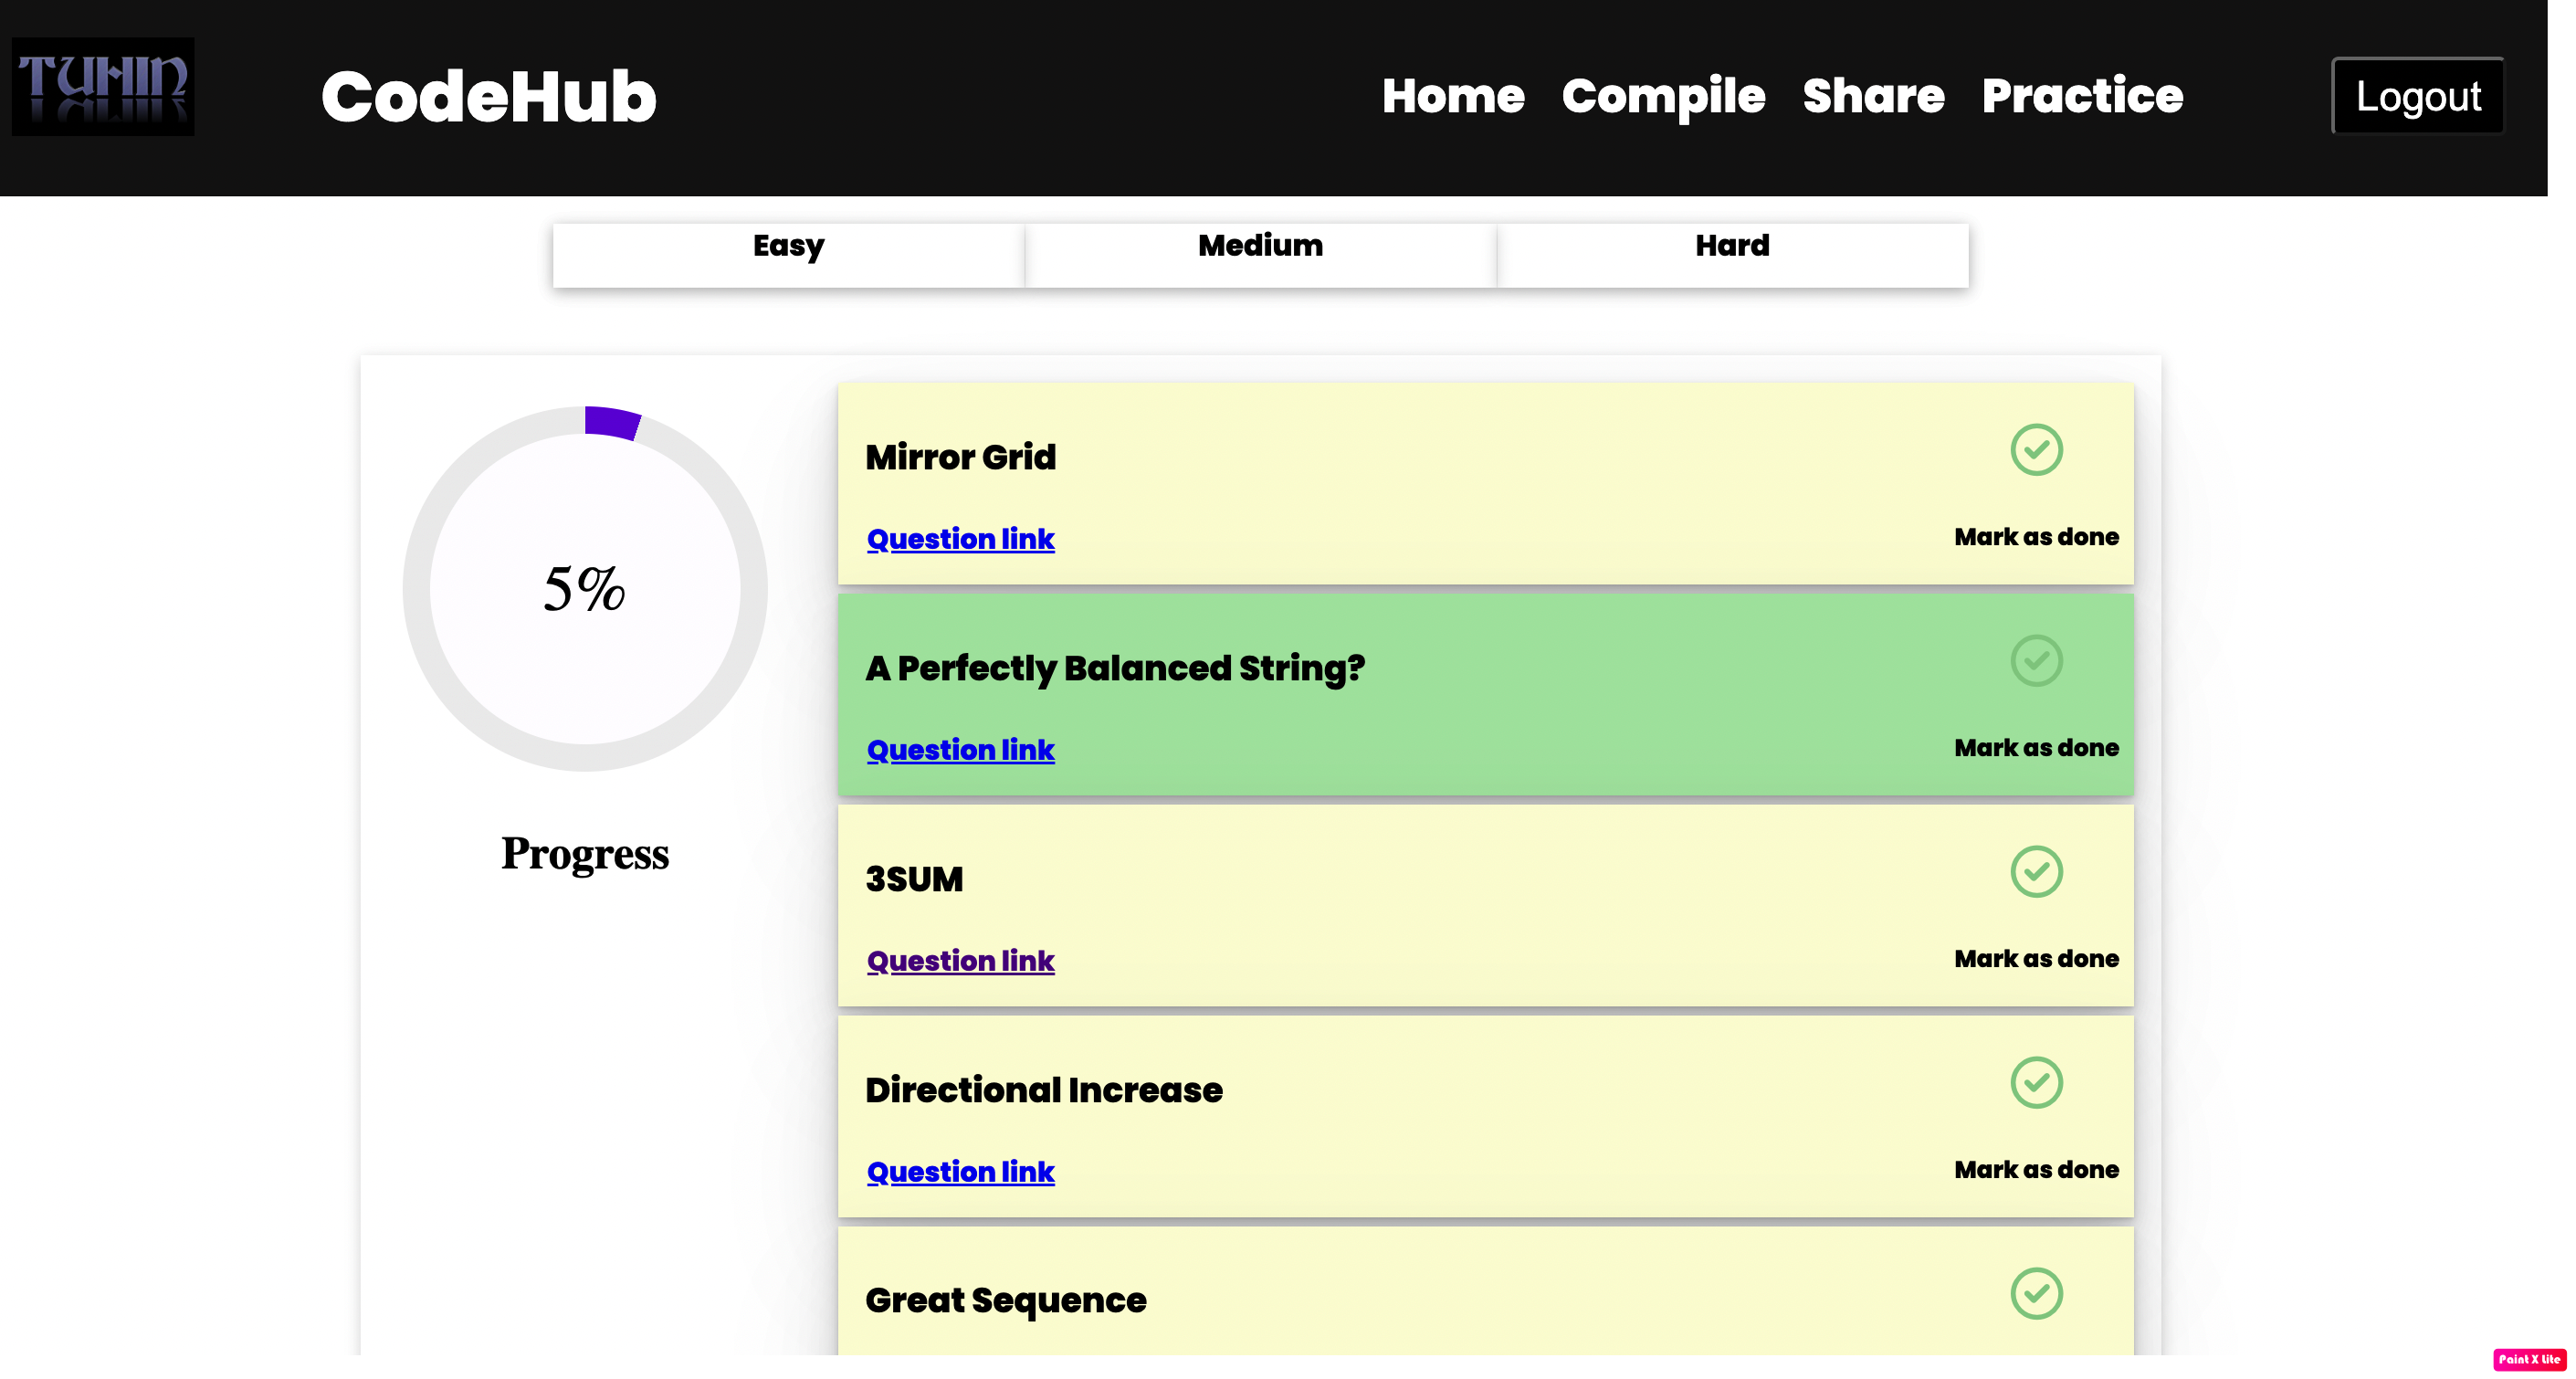 TUHIN
CodeHub
Home Compile Share Practice
Logout
Easy Medium Hard
5%
Progress
Mirror Grid
Question link
Mark as done
A Perfectly Balanced String?
Question link
Mark as done
3SUM
Question link
Mark as done
Directional Increase
Question link
Mark as done
Great Sequence
Paint X Lite